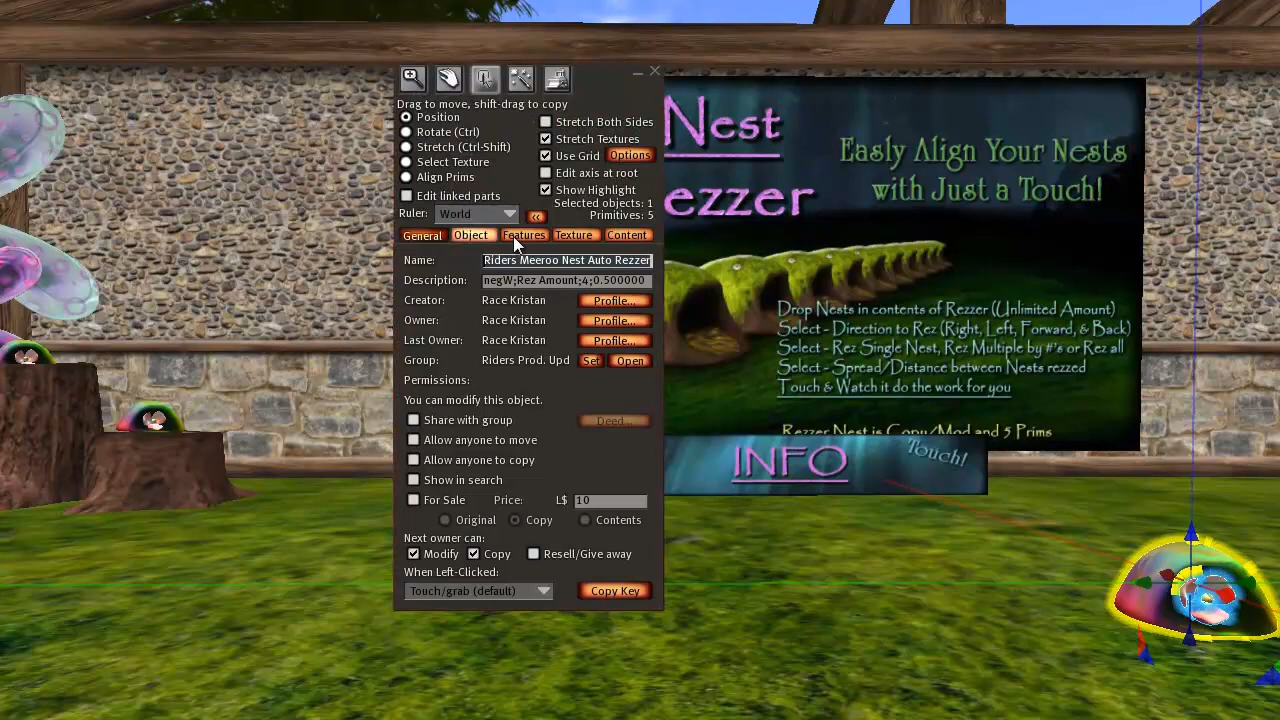 Drag to move, shift-drag to copy
Position
Rotate (Ctrl)
Stretch (Ctrl-Shift)
Select Texture
Align Prims
Edit linked parts
Stretch Both Sides
Stretch Textures
Use Grid Options
Edit axis at root
Show Highlight
Selected objects: 1
Primitives: 5
Ruler: World <<
General Object Features Texture Content
Name: Riders Meeroo Nest Auto Rezzer
Description: negW;Rez Amount;4;0.500000
Creator: Race Kristan Profile...
Owner: Race Kristan Profile...
Last Owner: Race Kristan Profile...
Group: Riders Prod. Upd Set Open
Permissions:
You can modify this object.
Share with group Deed...
Allow anyone to move
Allow anyone to copy
Show in search
For Sale Price: L$ 10
Original Copy Contents
Next owner can:
Modify Copy Resell/Give away
When Left-Clicked:
Touch/grab (default) Copy Key
Nest
ezzer
Easly Align Your Nests
with Just a Touch!
Drop Nests in contents of Rezzer (Unlimited Amount)
Select - Direction to Rez (Right, Left, Forward, & Back)
Select - Rez Single Nest, Rez Multiple by #'s or Rez all
Select - Spread/Distance between Nests rezzed
Touch & Watch it do the work for you
Rezzer Nest is Copy/Mod and 5 Prims
INFO Touch!